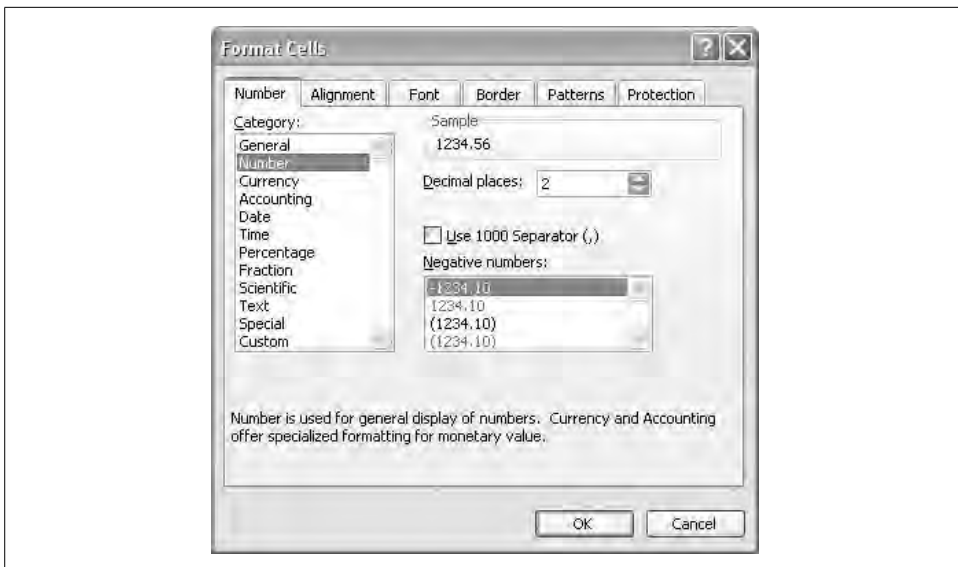 Format Cells
Number Alignment Font Border Patterns Protection
Category:
General
Number
Currency
Accounting
Date
Time
Percentage
Fraction
Scientific
Text
Special
Custom
Sample
1234.56
Decimal places: 2
Use 1000 Separator (,)
Negative numbers:
-1234.10
1234.10
(1234.10)
(1234.10)
Number is used for general display of numbers. Currency and Accounting
offer specialized formatting for monetary value.
OK Cancel